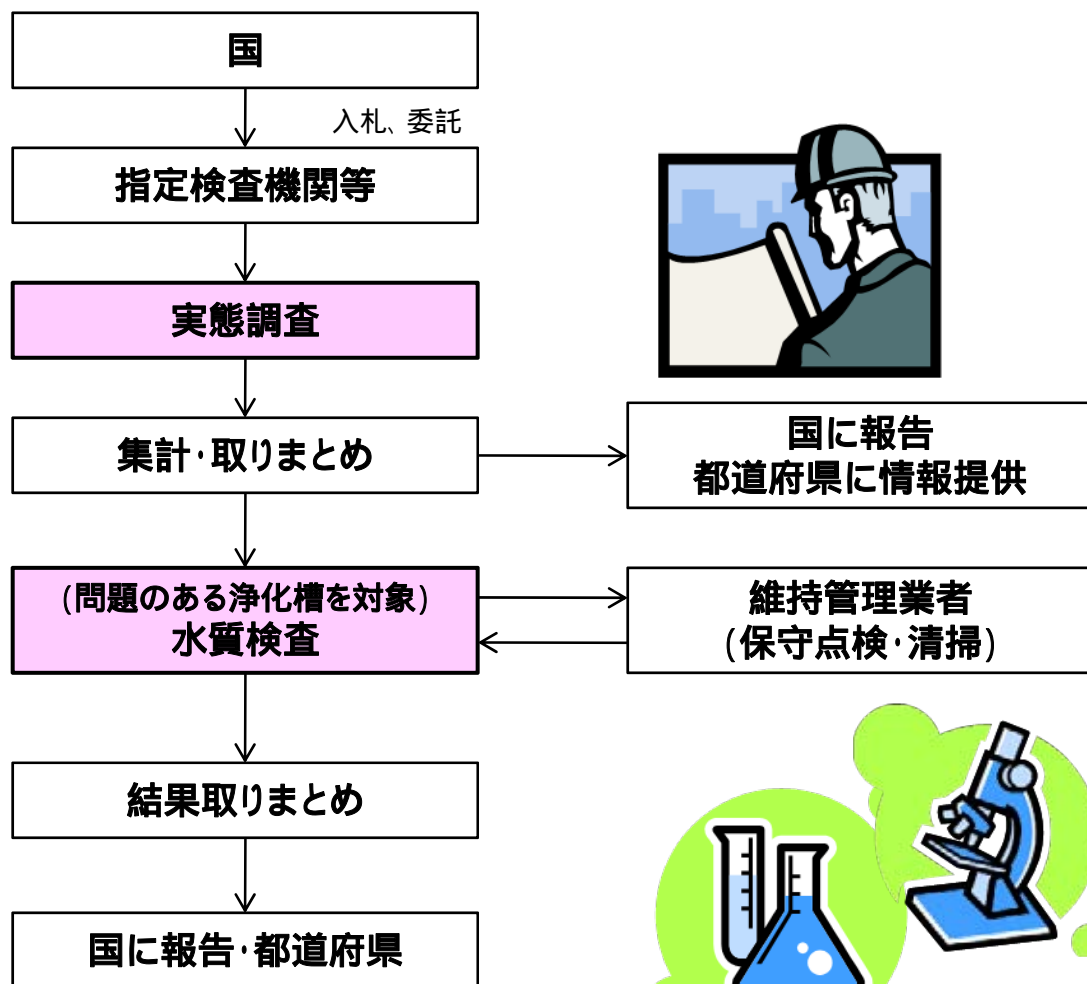 国
入札、委託
指定検査機関等
実態調査
集計・取りまとめ
国に報告
都道府県に情報提供
(問題のある浄化槽を対象)
水質検査
維持管理業者
(保守点検・清掃)
結果取りまとめ
国に報告・都道府県